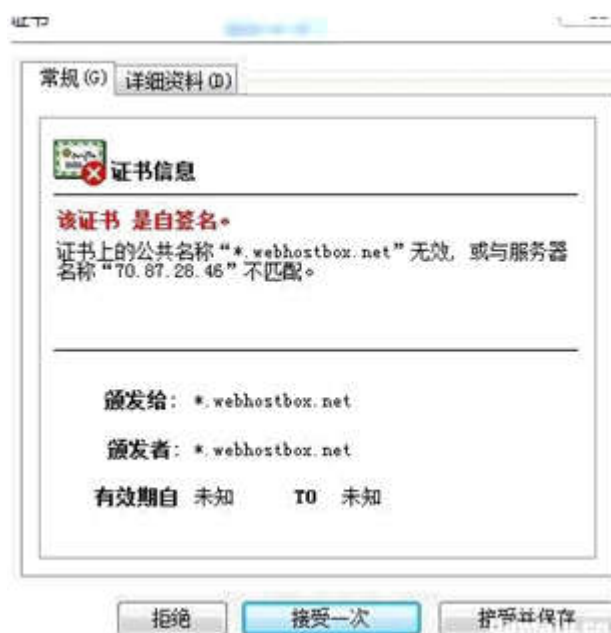 证书
常规(G) 详细资料(D)
证书信息
该证书 是自签名。
证书上的公共名称“*.webhostbox.net”无效, 或与服务器
名称“70.87.28.46”不匹配。
颁发给: *.webhostbox.net
颁发者: *.webhostbox.net
有效期自 未知 TO 未知
拒绝 接受一次 接受并保存